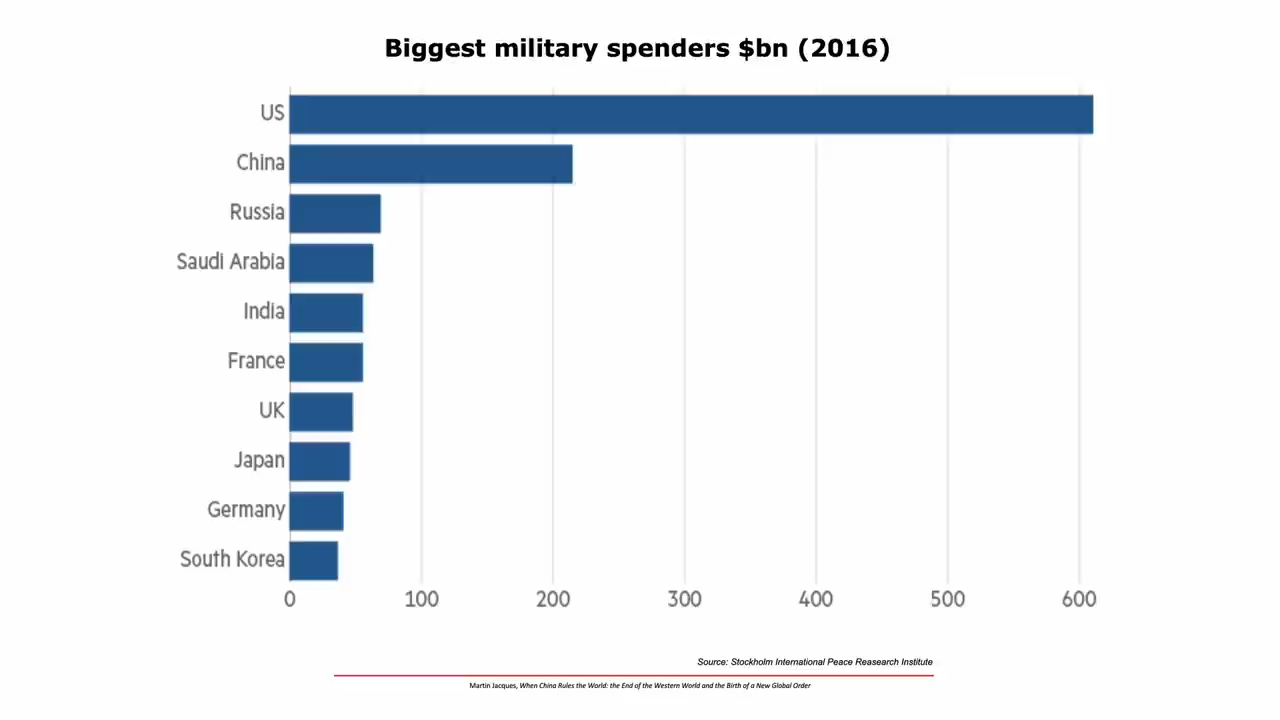 Biggest military spenders $bn (2016)
US
China
Russia
Saudi Arabia
India
France
UK
Japan
Germany
South Korea
0 100 200 300 400 500 600
Source: Stockholm International Peace Reasearch Institute
Martin Jacques, When China Rules the World: the End of the Western World and the Birth of a New Global Order